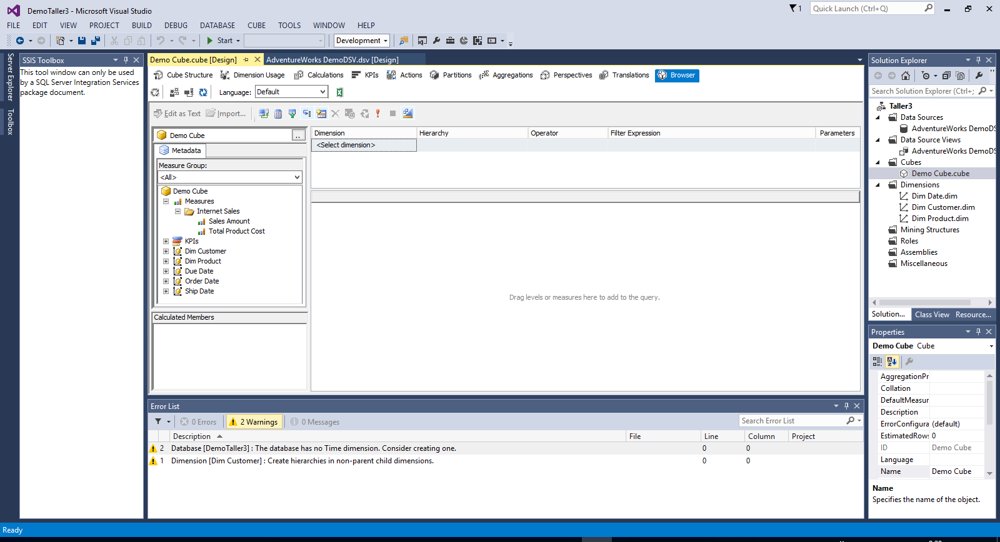 DemoTaller3 - Microsoft Visual Studio
1
Quick Launch (Ctrl+Q)
FILE EDIT VIEW PROJECT BUILD DEBUG DATABASE CUBE TOOLS WINDOW HELP
Start
Development
Server Explorer
Toolbox
SSIS Toolbox
This tool window can only be used
by a SQL Server Integration Services
package document.
Demo Cube.cube [Design]
AdventureWorks DemoDSV.dsv [Design]
Cube Structure Dimension Usage Calculations KPIs Actions Partitions Aggregations Perspectives Translations Browser
Language: Default
Edit as Text Import...
Demo Cube
..
Metadata
Measure Group:
<All>
Demo Cube
Measures
Internet Sales
Sales Amount
Total Product Cost
KPIs
Dim Customer
Dim Product
Due Date
Order Date
Ship Date
Calculated Members
Dimension Hierarchy Operator Filter Expression Parameters
<Select dimension>
Drag levels or measures here to add to the query.
Error List
0 Errors 2 Warnings 0 Messages
Search Error List
Description File Line Column Project
2 Database [DemoTaller3] : The database has no Time dimension. Consider creating one. 0 0
1 Dimension [Dim Customer] : Create hierarchies in non-parent child dimensions. 0 0
Solution Explorer
Search Solution Explorer (Ctrl+;
Taller3
Data Sources
AdventureWorks DemoDS
Data Source Views
AdventureWorks DemoDS
Cubes
Demo Cube.cube
Dimensions
Dim Date.dim
Dim Customer.dim
Dim Product.dim
Mining Structures
Roles
Assemblies
Miscellaneous
Solution... Class View Resource...
Properties
Demo Cube Cube
AggregationPr
Collation
DefaultMeasur
Description
ErrorConfigura (default)
EstimatedRows 0
ID Demo Cube
Language
Name Demo Cube
Name
Specifies the name of the object.
Ready